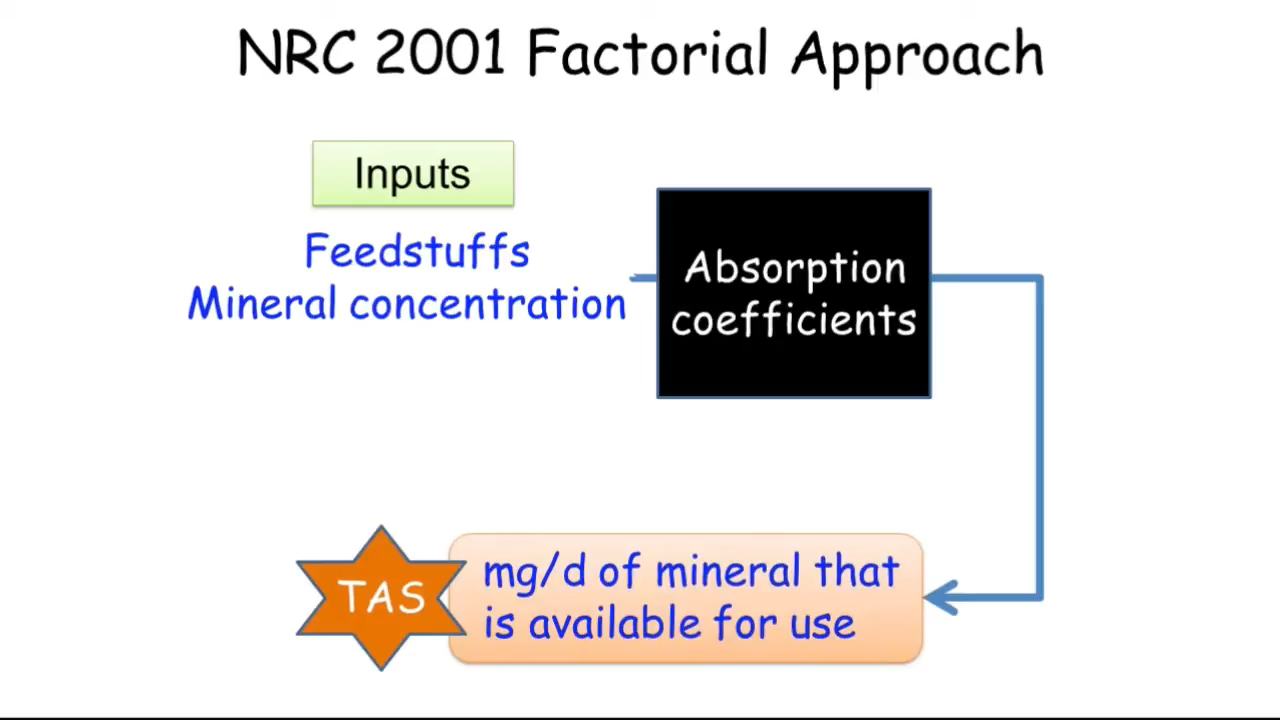 NRC 2001 Factorial Approach
Inputs
Feedstuffs
Mineral concentration
Absorption
coefficients
TAS
mg/d of mineral that
is available for use